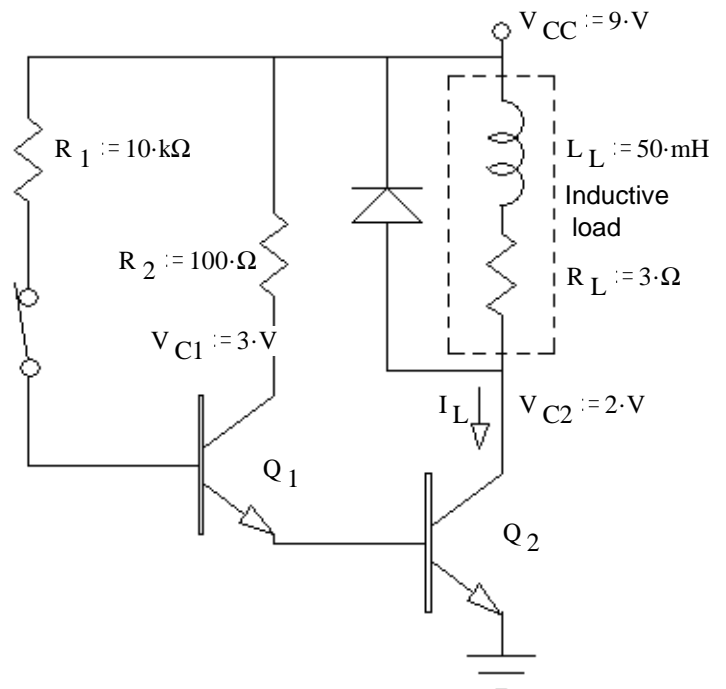 V CC := 9·V
R 1 := 10·kΩ
L L := 50·mH
Inductive
load
R 2 := 100·Ω
R L := 3·Ω
V C1 := 3·V
I L
V C2 := 2·V
Q 1
Q 2